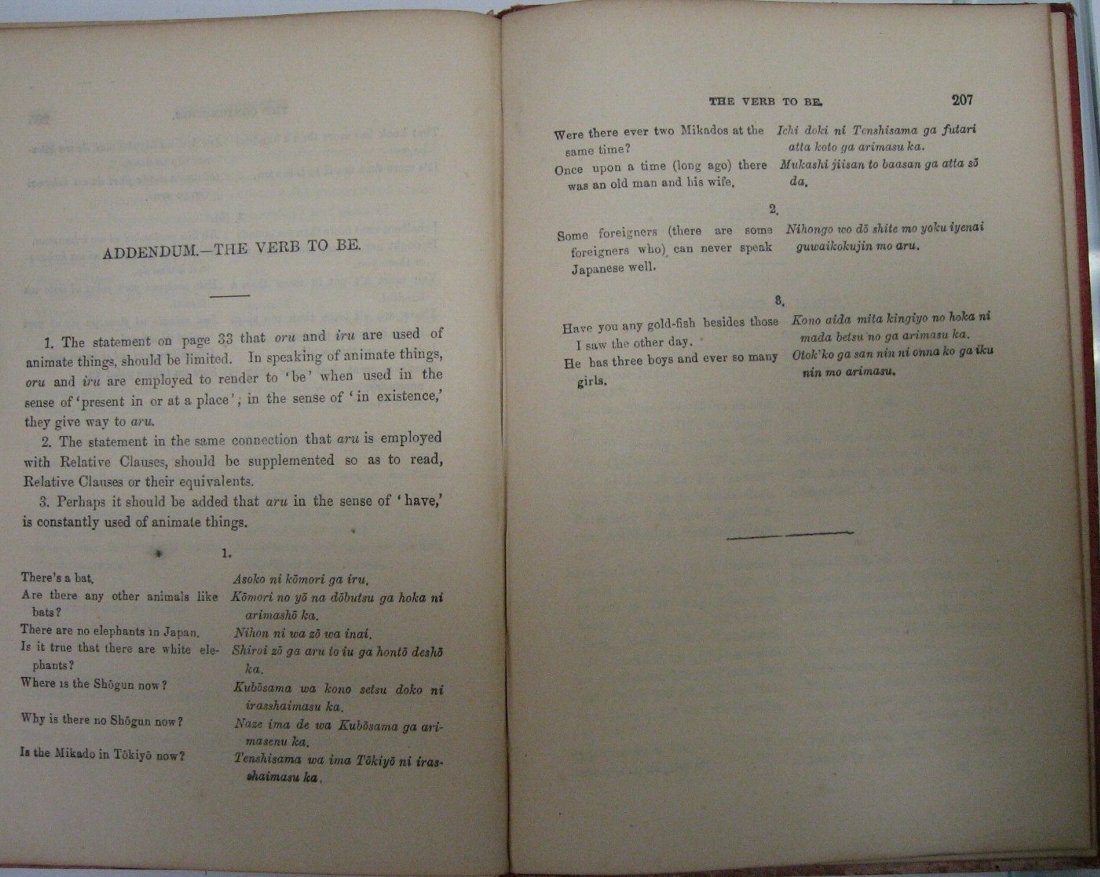 ADDENDUM.—THE VERB TO BE.
1. The statement on page 33 that oru and iru are used of
animate things, should be limited. In speaking of animate things,
oru and iru are employed to render to 'be' when used in the
sense of 'present in or at a place'; in the sense of 'in existence,'
they give way to aru.
2. The statement in the same connection that aru is employed
with Relative Clauses, should be supplemented so as to read,
Relative Clauses or their equivalents.
3. Perhaps it should be added that aru in the sense of 'have,'
is constantly used of animate things.
1.
There's a bat. Asoko ni kōmori ga iru.
Are there any other animals like Kōmori no yō na dōbutsu ga hoka ni
bats? arimashō ka.
There are no elephants in Japan. Nihon ni wa zō wa inai.
Is it true that there are white ele- Shiroi zō ga aru to iu ga hontō deshō
phants? ka.
Where is the Shōgun now? Kubōsama wa kono setsu doko ni
irasshaimasu ka.
Why is there no Shōgun now? Naze ima de wa Kubōsama ga ari-
masenu ka.
Is the Mikado in Tōkiyō now? Tenshisama wa ima Tōkiyō ni iras-
shaimasu ka.
THE VERB TO BE. 207
Were there ever two Mikados at the Ichi doki ni Tenshisama ga futari
same time? atta koto ga arimasu ka.
Once upon a time (long ago) there Mukashi jiisan to baasan ga atta sō
was an old man and his wife. da.
2.
Some foreigners (there are some Nihongo wo dō shite mo yoku iyenai
foreigners who) can never speak guwaikokujin mo aru.
Japanese well.
3.
Have you any gold-fish besides those Kono aida mita kingiyo no hoka ni
I saw the other day. mada betsu no ga arimasu ka.
He has three boys and ever so many Otok'ko ga san nin ni onna ko ga iku
girls. nin mo arimasu.